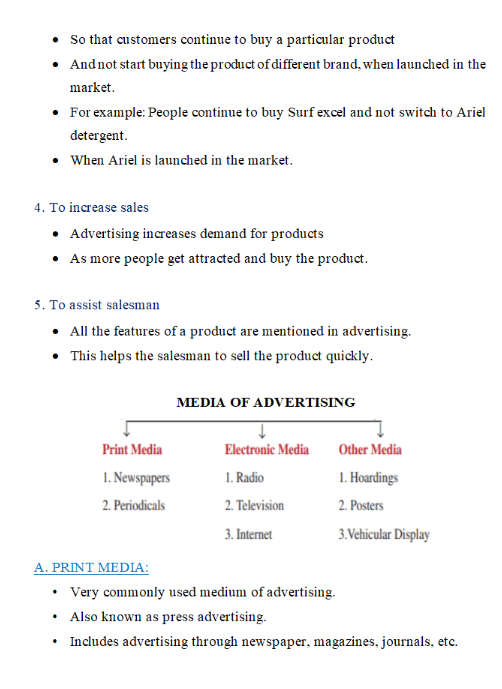 • So that customers continue to buy a particular product
• And not start buying the product of different brand, when launched in the
market.
• For example: People continue to buy Surf excel and not switch to Ariel
detergent.
• When Ariel is launched in the market.
4. To increase sales
• Advertising increases demand for products
• As more people get attracted and buy the product.
5. To assist salesman
• All the features of a product are mentioned in advertising.
• This helps the salesman to sell the product quickly.
MEDIA OF ADVERTISING
Print Media Electronic Media Other Media
1. Newspapers 1. Radio 1. Hoardings
2. Periodicals 2. Television 2. Posters
3. Internet 3.Vehicular Display
A. PRINT MEDIA:
• Very commonly used medium of advertising.
• Also known as press advertising.
• Includes advertising through newspaper, magazines, journals, etc.